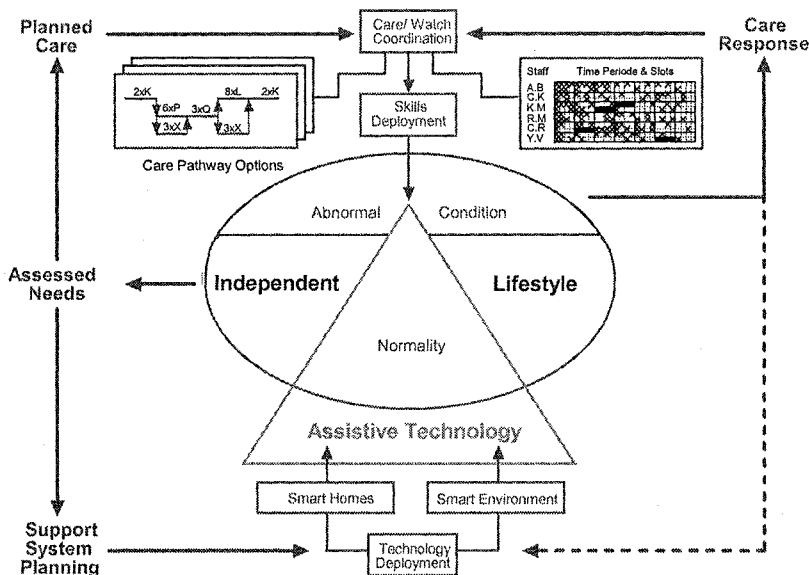 Planned
Care
Care/ Watch
Coordination
Care
Response
2xK
8xL
2xK
6xP
3xQ
3xX
3xX
Care Pathway Options
Skills
Deployment
Staff
Time Periode & Slots
A.B
C.K
K.M
R.M
C.R
Y.V
Abnormal
Condition
Assessed
Needs
Independent
Lifestyle
Normality
Assistive Technology
Smart Homes
Smart Environment
Support
System
Planning
Technology
Deployment